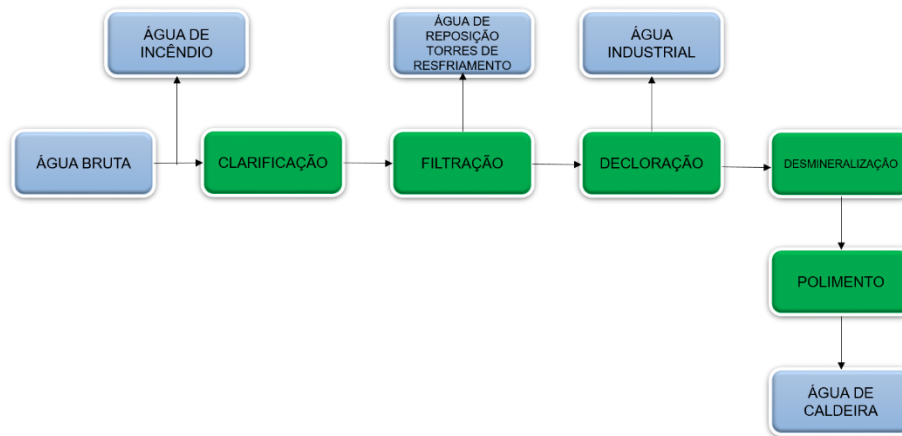 ÁGUA DE
INCÊNDIO
ÁGUA DE
REPOSIÇÃO
TORRES DE
RESFRIAMENTO
ÁGUA
INDUSTRIAL
ÁGUA BRUTA
CLARIFICAÇÃO
FILTRAÇÃO
DECLORAÇÃO
DESMINERALIZAÇÃO
POLIMENTO
ÁGUA DE
CALDEIRA